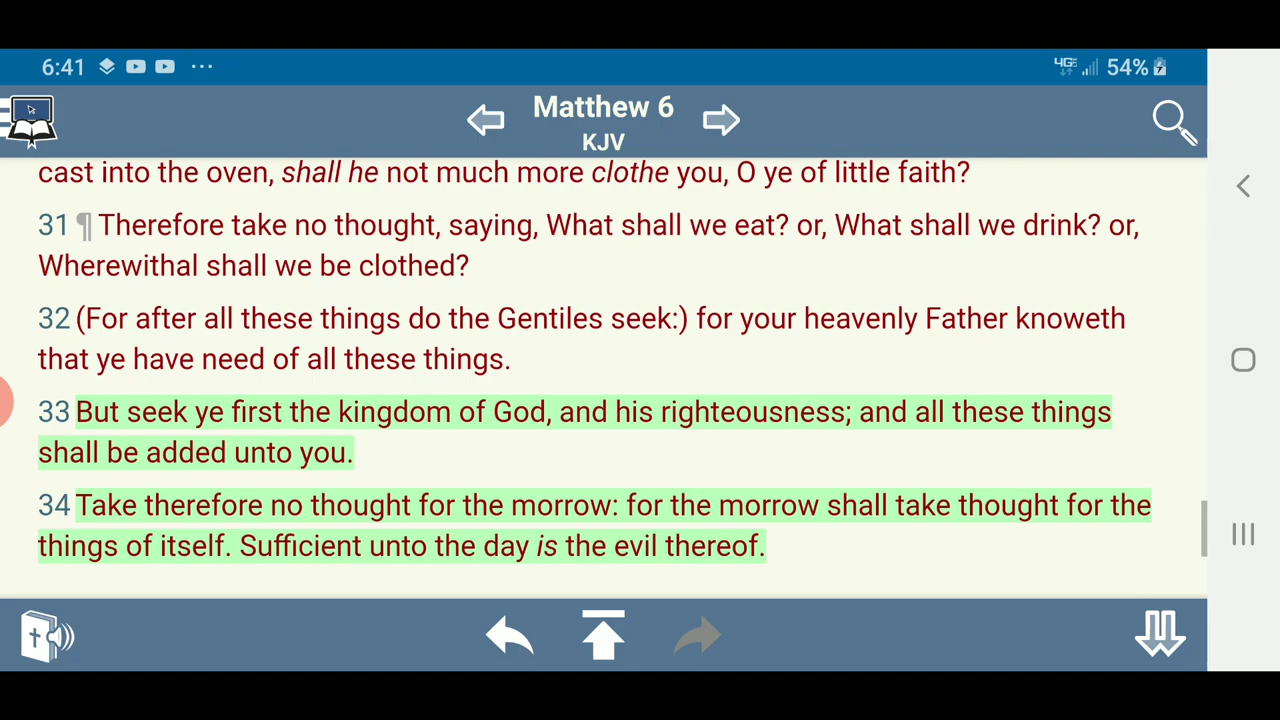 6:41 ... 4GE 54%
Matthew 6
KJV
cast into the oven, shall he not much more clothe you, O ye of little faith?
31 ¶ Therefore take no thought, saying, What shall we eat? or, What shall we drink? or,
Wherewithal shall we be clothed?
32 (For after all these things do the Gentiles seek:) for your heavenly Father knoweth
that ye have need of all these things.
33 But seek ye first the kingdom of God, and his righteousness; and all these things
shall be added unto you.
34 Take therefore no thought for the morrow: for the morrow shall take thought for the
things of itself. Sufficient unto the day is the evil thereof.